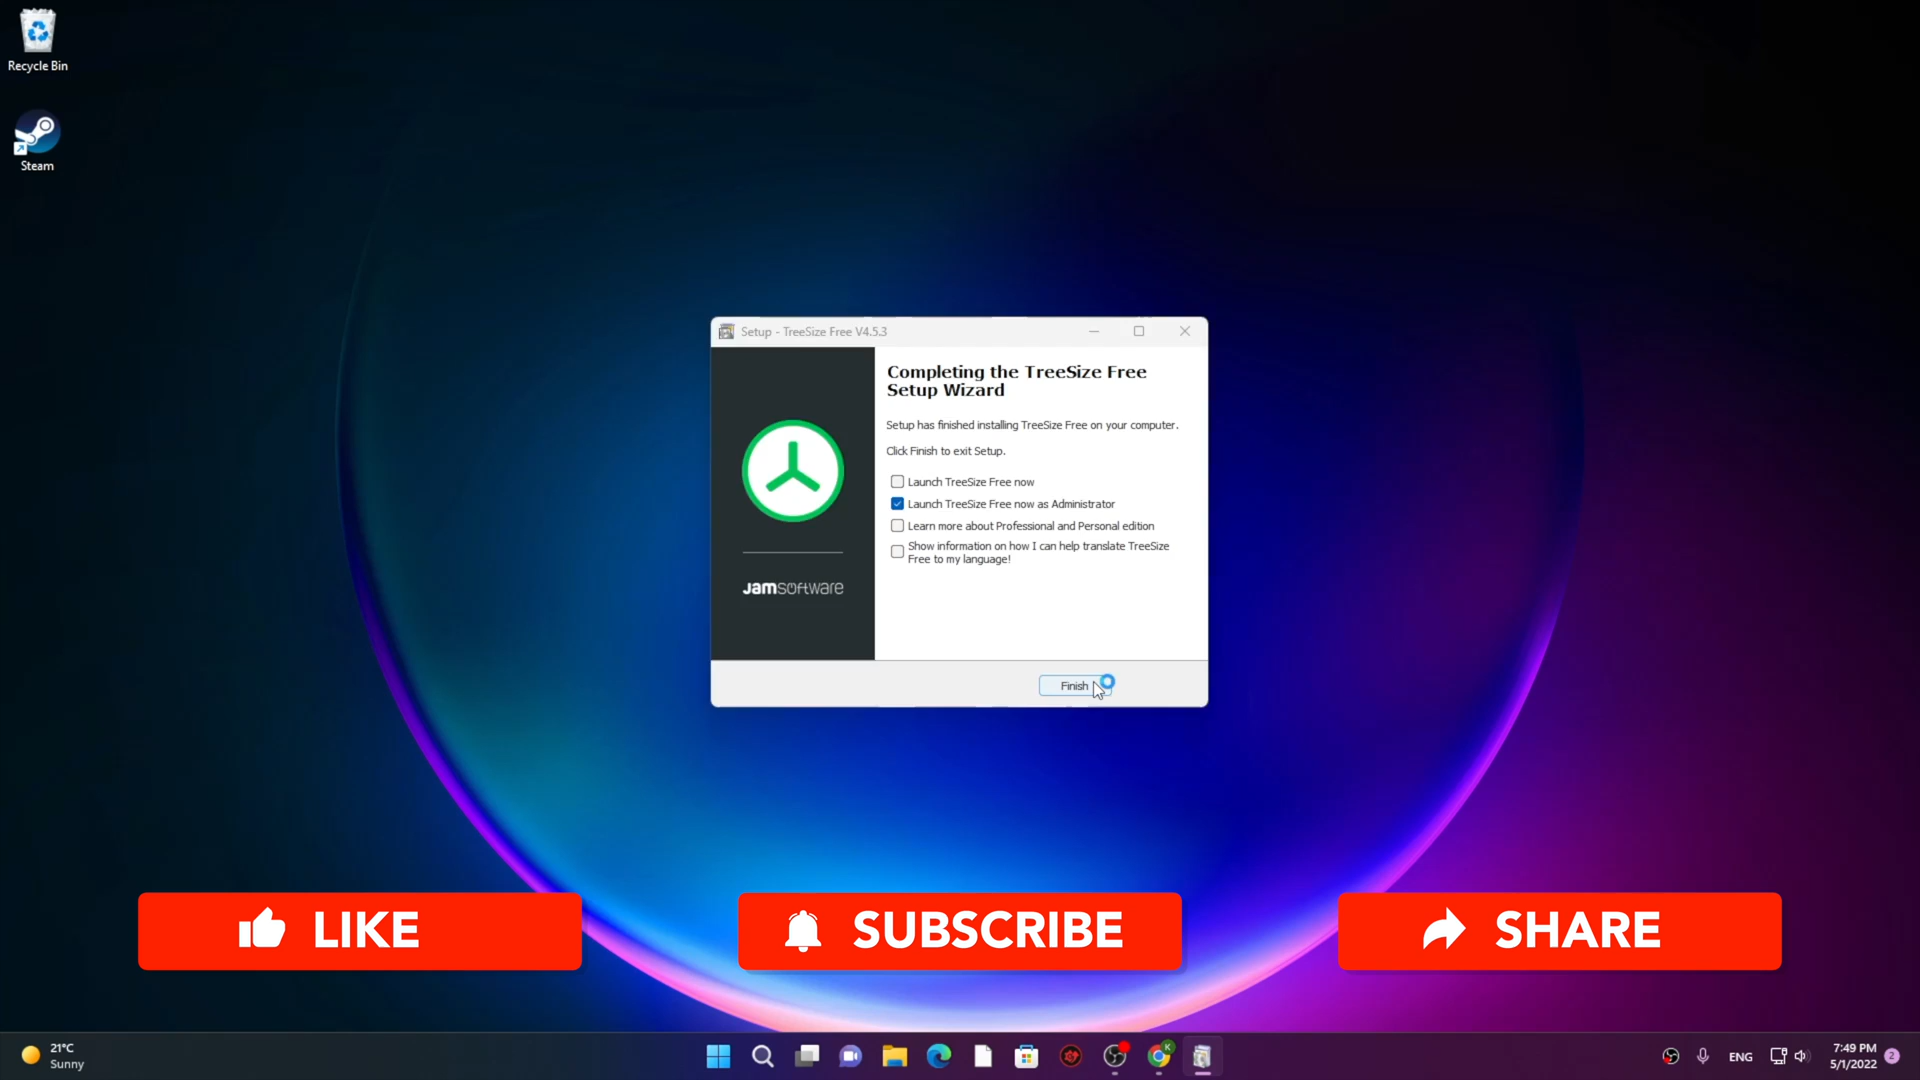 Recycle Bin
Steam
Setup - TreeSize Free V4.5.3
Completing the TreeSize Free
Setup Wizard
Setup has finished installing TreeSize Free on your computer.
Click Finish to exit Setup.
Launch TreeSize Free now
Launch TreeSize Free now as Administrator
Learn more about Professional and Personal edition
Show information on how I can help translate TreeSize
Free to my language!
Jamsoftware
Finish
LIKE
SUBSCRIBE
SHARE
21°C
Sunny
K
ENG
7:49 PM
5/1/2022
2